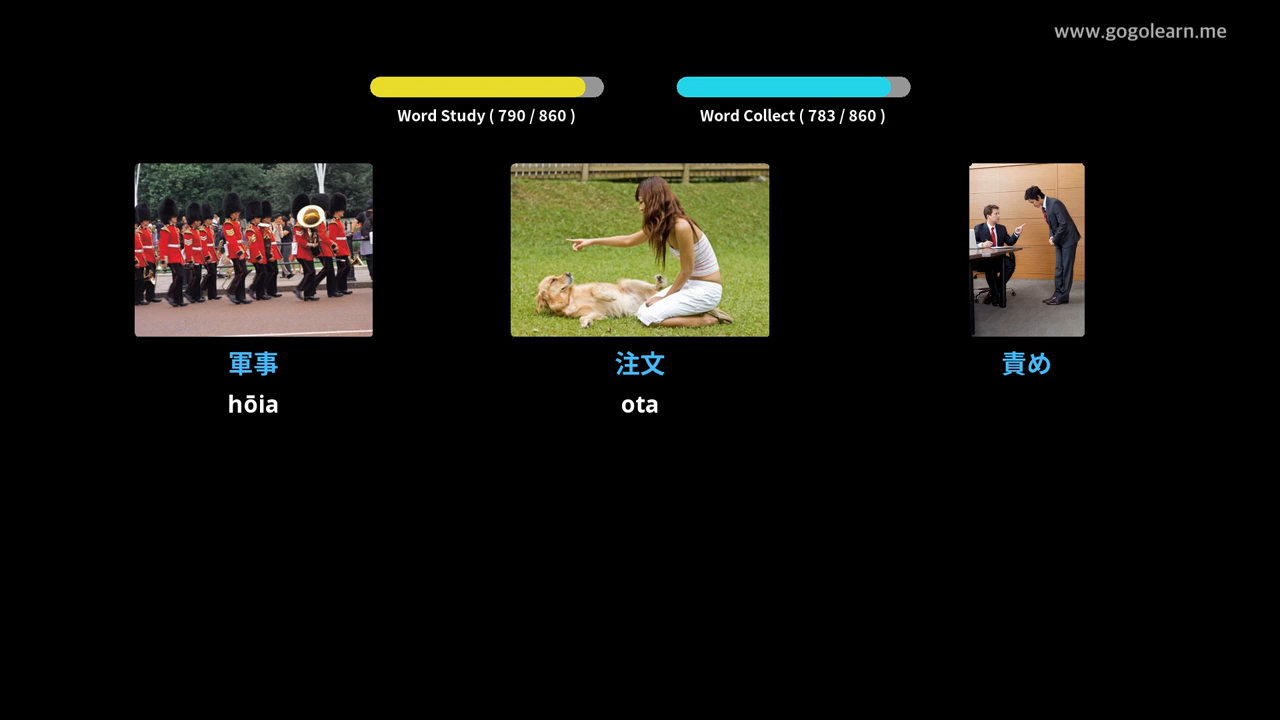 www.gogolearn.me
Word Study ( 790 / 860 )
Word Collect ( 783 / 860 )
軍事
hōia
注文
ota
責め